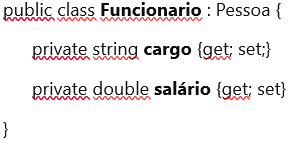 public class Funcionario : Pessoa {
private string cargo {get; set;}
private double salário {get; set}
}